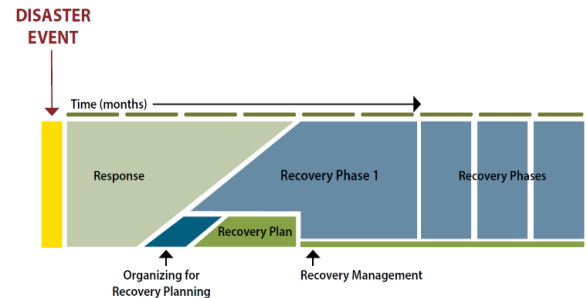 DISASTER
EVENT
Time (months)
Response
Recovery Phase 1
Recovery Phases
Recovery Plan
Organizing for
Recovery Planning
Recovery Management